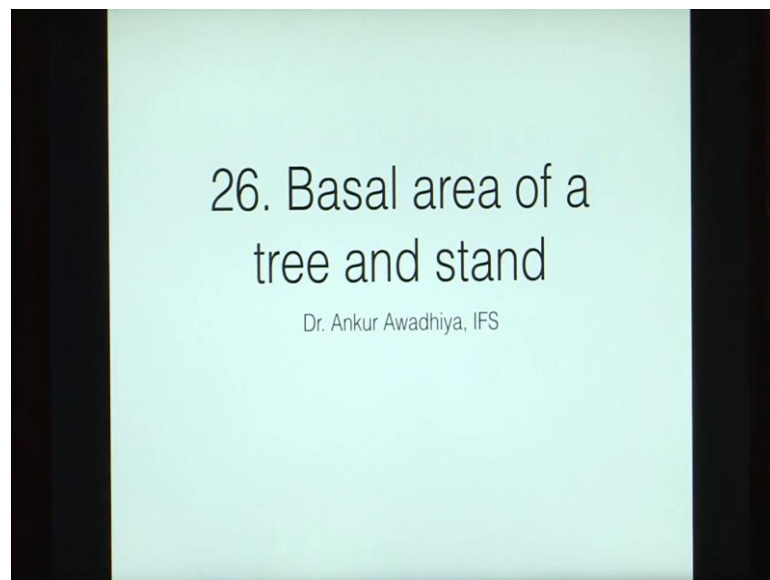 26. Basal area of a
tree and stand
Dr. Ankur Awadhiya, IFS